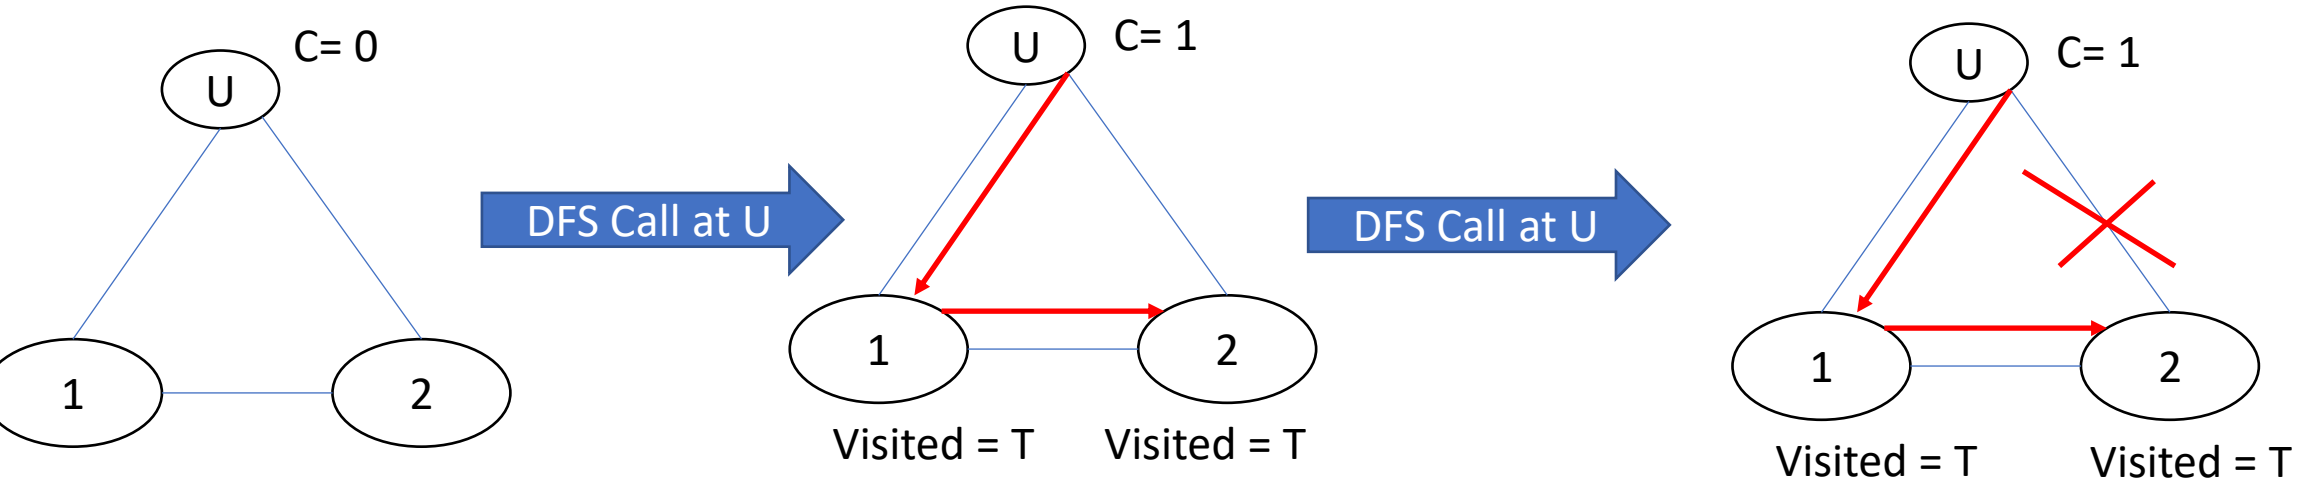 U
C= 0
1
2
DFS Call at U
U
C= 1
1
2
Visited = T
Visited = T
DFS Call at U
U
C= 1
1
2
Visited = T
Visited = T